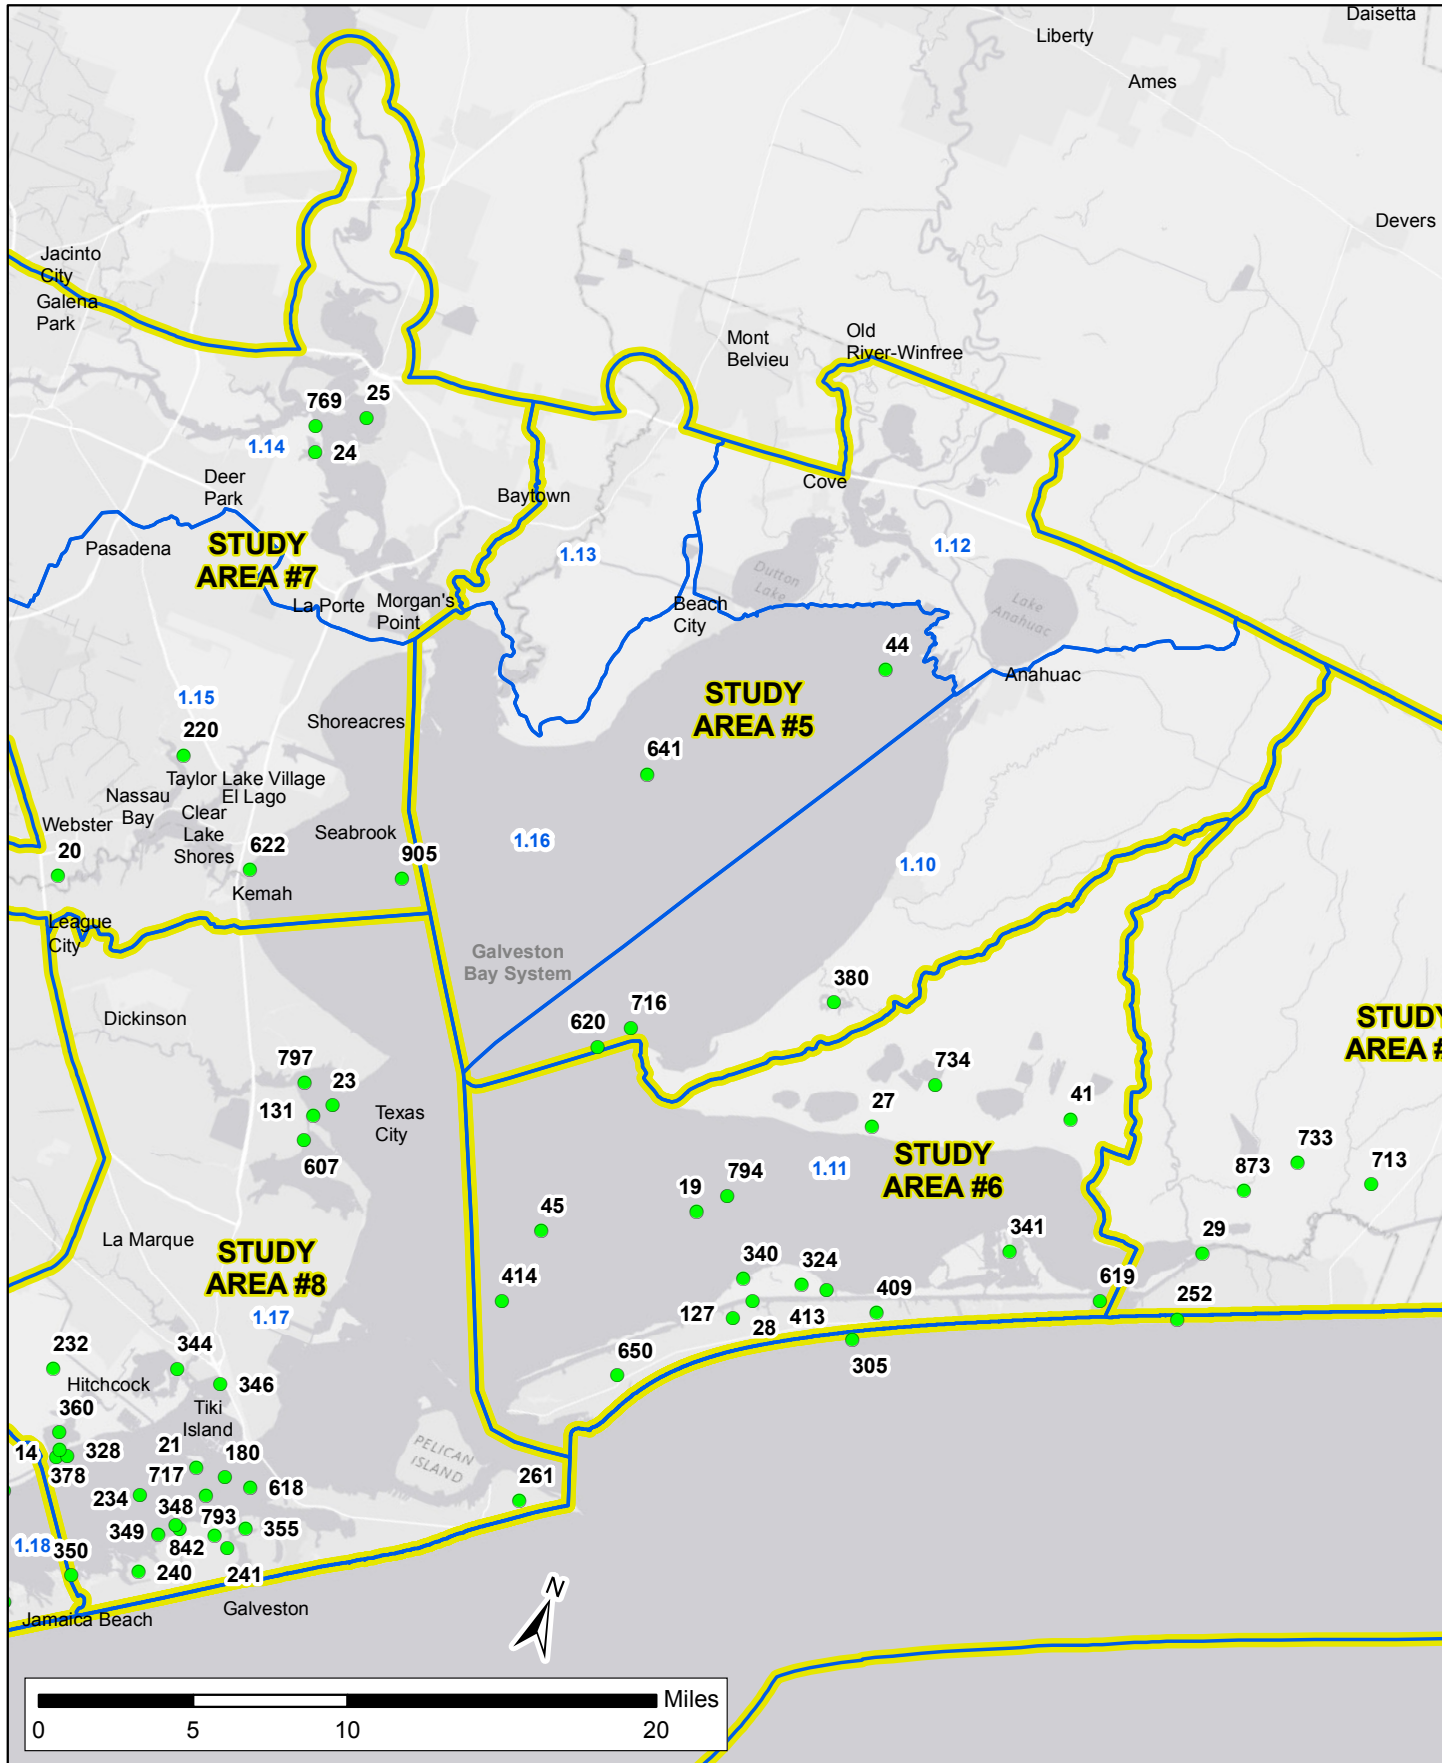 Daisetta
Liberty
Ames
Devers
Jacinto
City
Galena
Park
Mont
Belvieu
Old
River-Winfree
25
769
1.14
24
Deer
Park
Baytown
Cove
Pasadena
STUDY
AREA #7
1.13
1.12
Dutton
Lake
Lake
Anahuac
La Porte
Morgan's
Point
Beach
City
44
Anahuac
1.15
STUDY
AREA #5
Shoreacres
220
641
Taylor Lake Village
El Lago
Nassau
Bay
Clear
Lake
Shores
Webster
Seabrook
1.16
20
622
905
1.10
Kemah
League
City
Galveston
Bay System
380
716
620
Dickinson
STUDY
AREA #
797
23
734
131
Texas
City
27
41
607
1.11
STUDY
AREA #6
733
873
713
794
19
45
La Marque
STUDY
AREA #8
341
29
340
324
414
409
619
252
1.17
127
28
413
305
232
344
650
Hitchcock
346
360
Tiki
Island
14
328
378
21
180
PELICAN
ISLAND
717
618
261
234
348
793
349
842
355
1.18
350
240
241
Jamaica Beach
Galveston
N
Miles
0 5 10 20